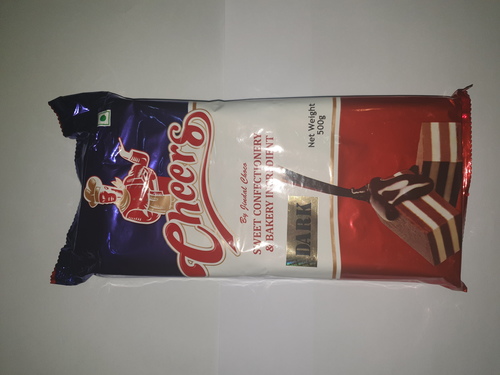 Cheers
By Jindal Choco
SWEET CONFECTIONERY
& BAKERY INGREDIENT
DARK
Net Weight
500g